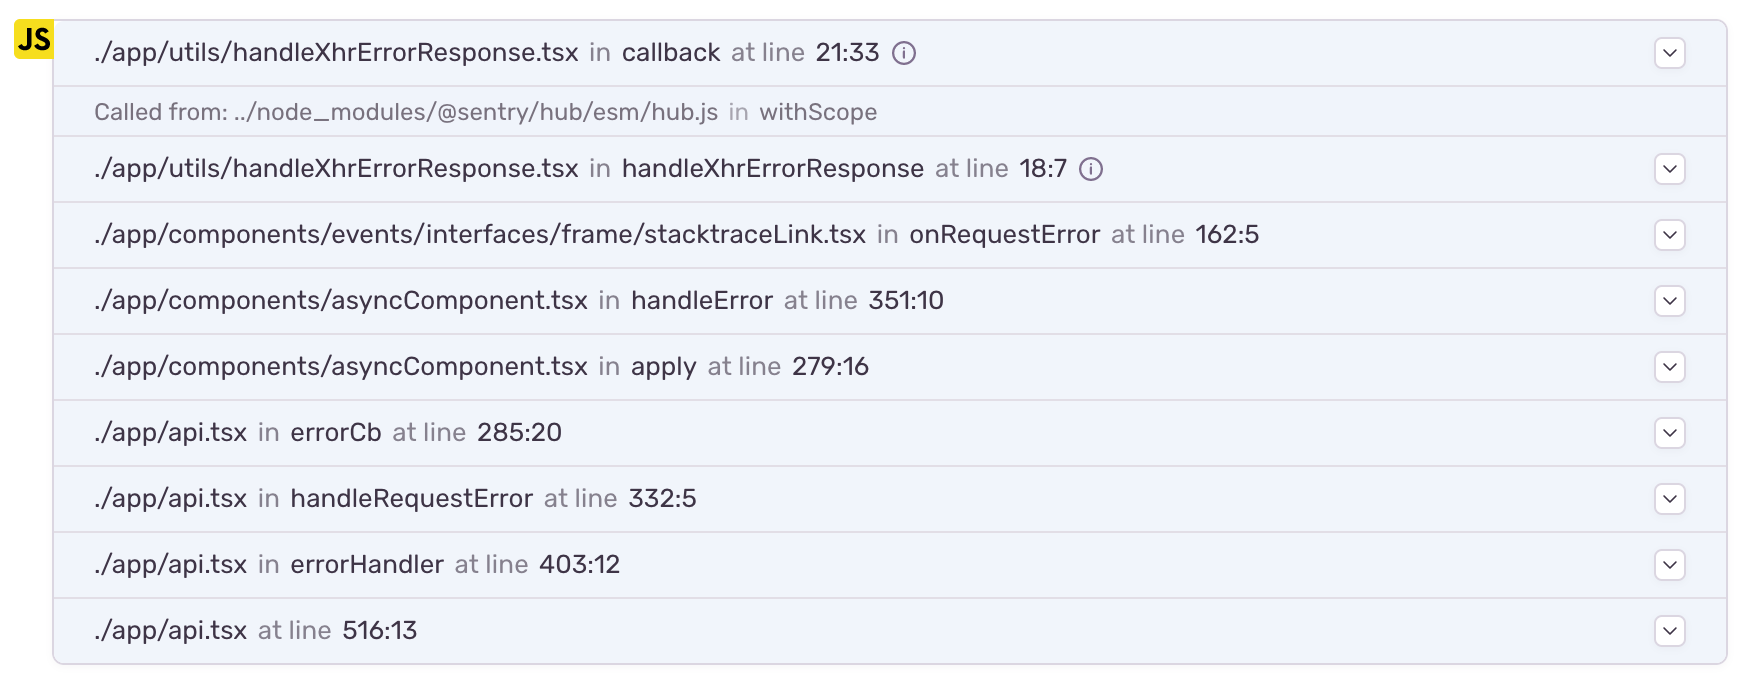 JS
./app/utils/handleXhrErrorResponse.tsx in callback at line 21:33
Called from: ../node_modules/@sentry/hub/esm/hub.js in withScope
./app/utils/handleXhrErrorResponse.tsx in handleXhrErrorResponse at line 18:7
./app/components/events/interfaces/frame/stacktraceLink.tsx in onRequestError at line 162:5
./app/components/asyncComponent.tsx in handleError at line 351:10
./app/components/asyncComponent.tsx in apply at line 279:16
./app/api.tsx in errorCb at line 285:20
./app/api.tsx in handleRequestError at line 332:5
./app/api.tsx in errorHandler at line 403:12
./app/api.tsx at line 516:13